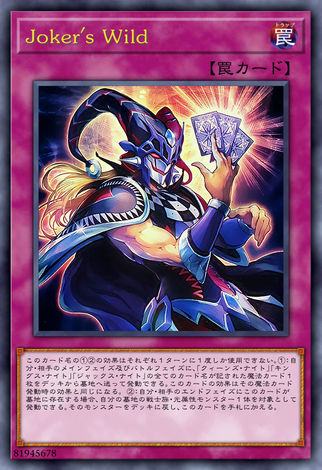 Joker's Wild
トラップ
罠
【罠カード】
このカード名の①②の効果はそれぞれ１ターンに１度しか使用できない。①：自
分・相手のメインフェイズ及びバトルフェイズに、「クィーンズ・ナイト」「キン
グス・ナイト」「ジャックス・ナイト」の全てのカード名が記された魔法カード１
枚をデッキから墓地へ送って発動できる。このカードの効果はその魔法カード
発動時の効果と同じになる。②：自分・相手のエンドフェイズにこのカードが
墓地に存在する場合、自分の墓地の戦士族・光属性モンスター１体を対象として
発動できる。そのモンスターをデッキに戻し、このカードを手札に加える。
81945678